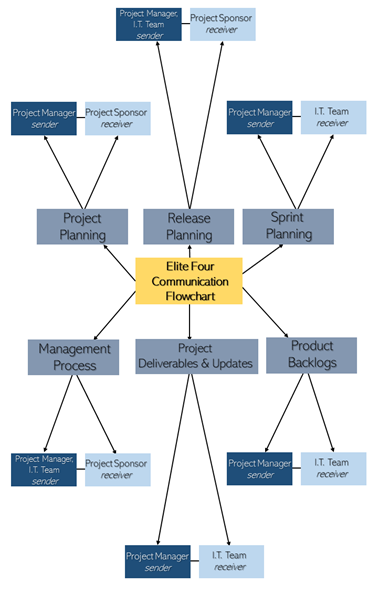 Project Manager,
I.T. Team
sender
Project Sponsor
receiver
Project Manager
sender
Project Sponsor
receiver
Project Manager
sender
I.T. Team
receiver
Project
Planning
Release
Planning
Sprint
Planning
Elite Four
Communication
Flowchart
Management
Process
Project
Deliverables & Updates
Product
Backlogs
Project Manager,
I.T. Team
sender
Project Sponsor
receiver
Project Manager
sender
I.T. Team
receiver
Project Manager
sender
I.T. Team
receiver